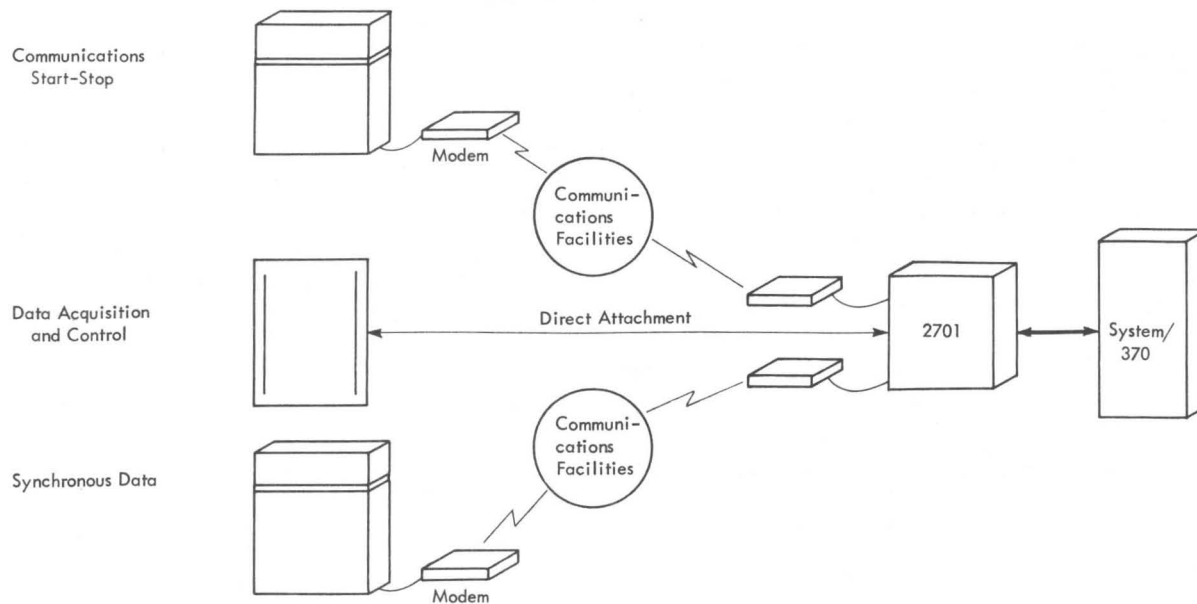 Communications
Start-Stop
Modem
Communi-
cations
Facilities
Data Acquisition
and Control
Direct Attachment
2701
System/
370
Communi-
cations
Facilities
Synchronous Data
Modem